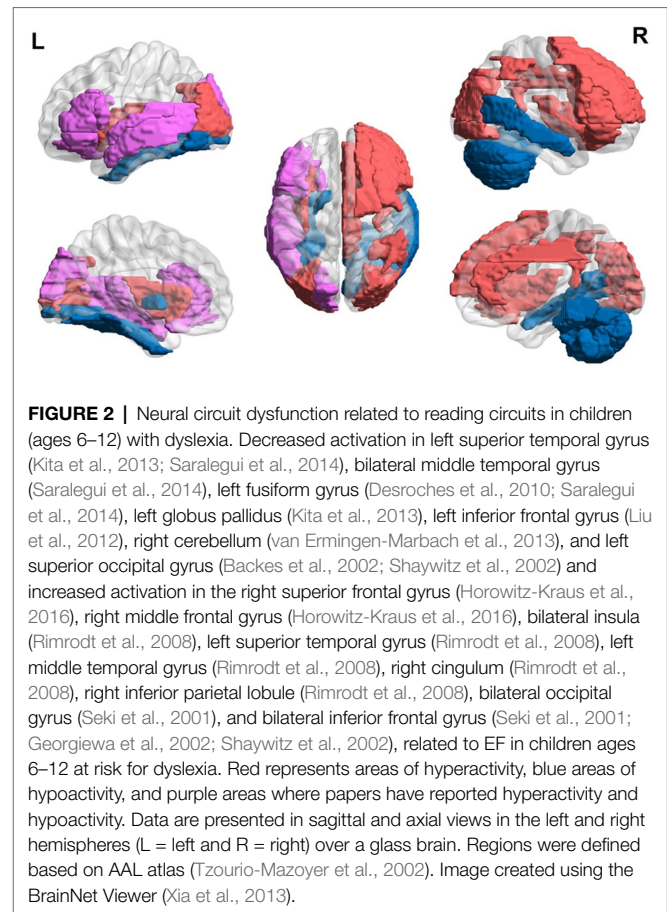 L
R
FIGURE 2 | Neural circuit dysfunction related to reading circuits in children
(ages 6–12) with dyslexia. Decreased activation in left superior temporal gyrus
(Kita et al., 2013; Saralegui et al., 2014), bilateral middle temporal gyrus
(Saralegui et al., 2014), left fusiform gyrus (Desroches et al., 2010; Saralegui
et al., 2014), left globus pallidus (Kita et al., 2013), left inferior frontal gyrus (Liu
et al., 2012), right cerebellum (van Ermingen-Marbach et al., 2013), and left
superior occipital gyrus (Backes et al., 2002; Shaywitz et al., 2002) and
increased activation in the right superior frontal gyrus (Horowitz-Kraus et al.,
2016), right middle frontal gyrus (Horowitz-Kraus et al., 2016), bilateral insula
(Rimrodt et al., 2008), left superior temporal gyrus (Rimrodt et al., 2008), left
middle temporal gyrus (Rimrodt et al., 2008), right cingulum (Rimrodt et al.,
2008), right inferior parietal lobule (Rimrodt et al., 2008), bilateral occipital
gyrus (Seki et al., 2001), and bilateral inferior frontal gyrus (Seki et al., 2001;
Georgiewa et al., 2002; Shaywitz et al., 2002), related to EF in children ages
6–12 at risk for dyslexia. Red represents areas of hyperactivity, blue areas of
hypoactivity, and purple areas where papers have reported hyperactivity and
hypoactivity. Data are presented in sagittal and axial views in the left and right
hemispheres (L = left and R = right) over a glass brain. Regions were defined
based on AAL atlas (Tzourio-Mazoyer et al., 2002). Image created using the
BrainNet Viewer (Xia et al., 2013).